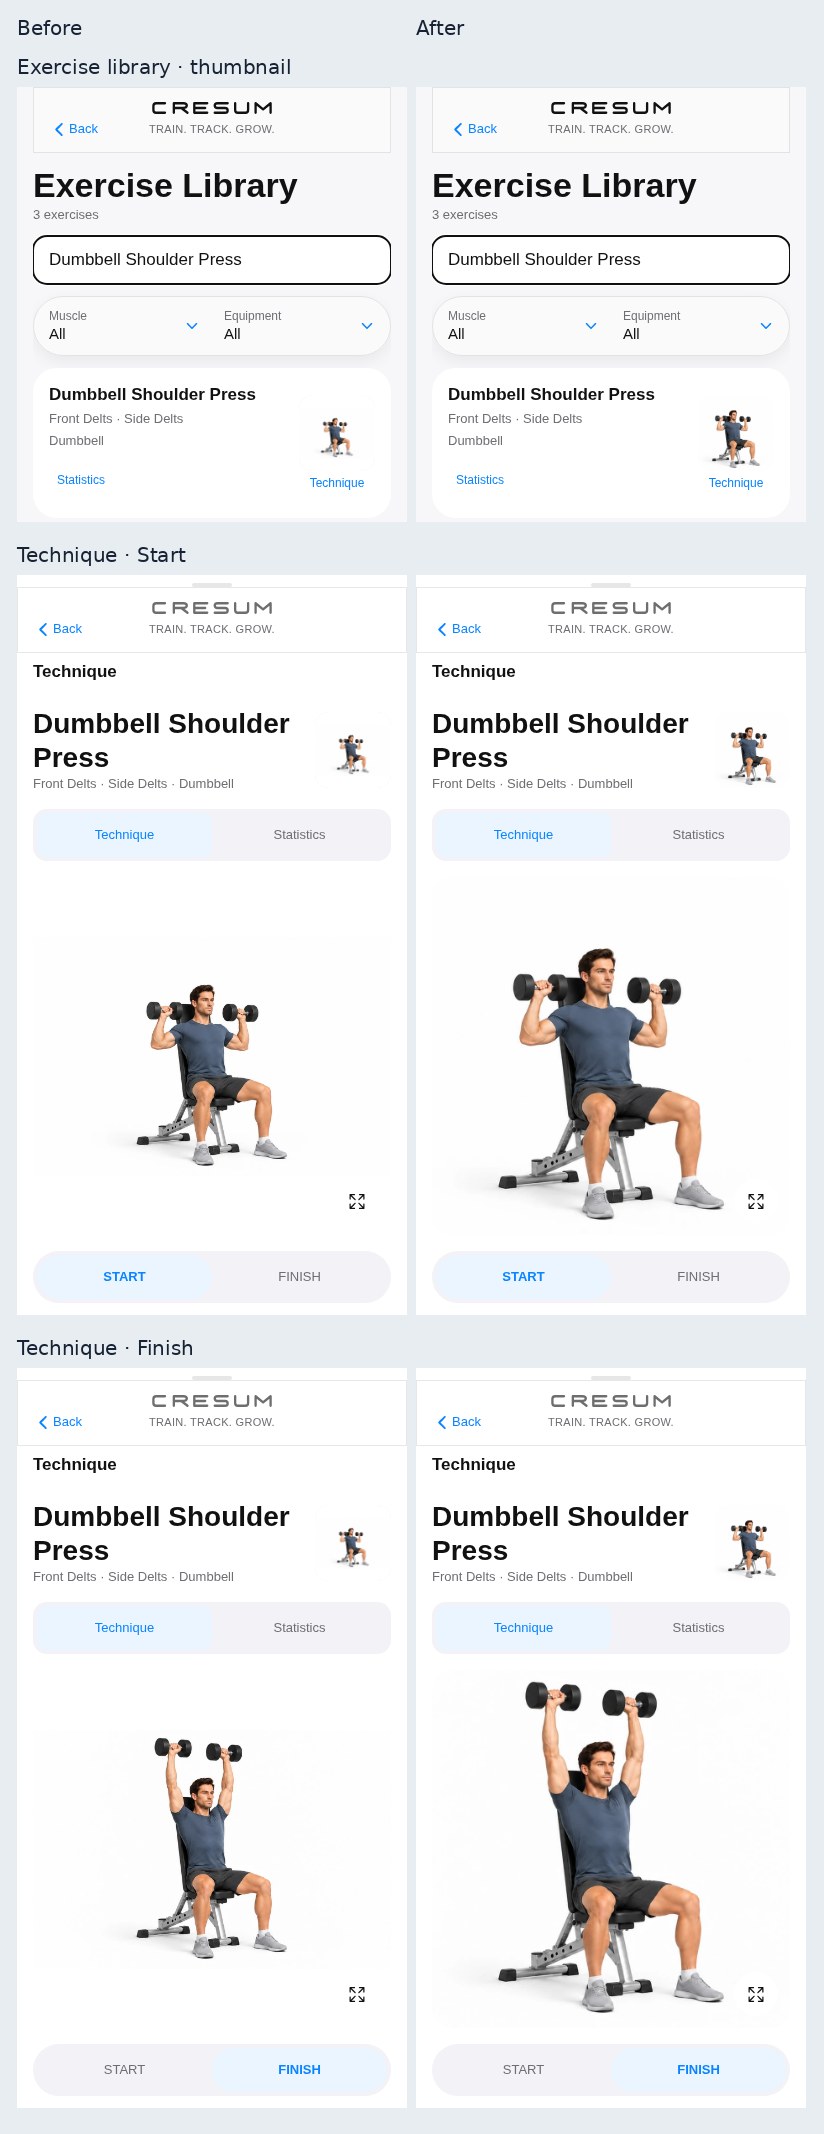 Before
After
Exercise library · thumbnail
CRESUM
Back
TRAIN. TRACK. GROW.
Exercise Library
3 exercises
Dumbbell Shoulder Press
Muscle
All
Equipment
All
Dumbbell Shoulder Press
Front Delts · Side Delts
Dumbbell
Statistics
Technique
CRESUM
Back
TRAIN. TRACK. GROW.
Exercise Library
3 exercises
Dumbbell Shoulder Press
Muscle
All
Equipment
All
Dumbbell Shoulder Press
Front Delts · Side Delts
Dumbbell
Statistics
Technique
Technique · Start
CRESUM
Back
TRAIN. TRACK. GROW.
Technique
Dumbbell Shoulder
Press
Front Delts · Side Delts · Dumbbell
Technique
Statistics
START
FINISH
CRESUM
Back
TRAIN. TRACK. GROW.
Technique
Dumbbell Shoulder
Press
Front Delts · Side Delts · Dumbbell
Technique
Statistics
START
FINISH
Technique · Finish
CRESUM
Back
TRAIN. TRACK. GROW.
Technique
Dumbbell Shoulder
Press
Front Delts · Side Delts · Dumbbell
Technique
Statistics
START
FINISH
CRESUM
Back
TRAIN. TRACK. GROW.
Technique
Dumbbell Shoulder
Press
Front Delts · Side Delts · Dumbbell
Technique
Statistics
START
FINISH